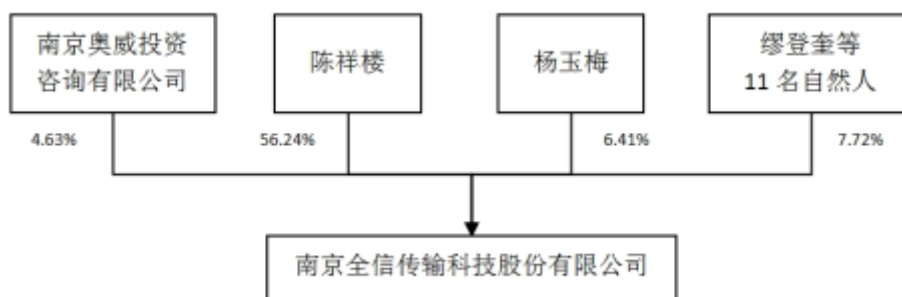 南京奥威投资
咨询有限公司
陈祥楼
杨玉梅
缪登奎等
11 名自然人
4.63%
56.24%
6.41%
7.72%
南京全信传输科技股份有限公司